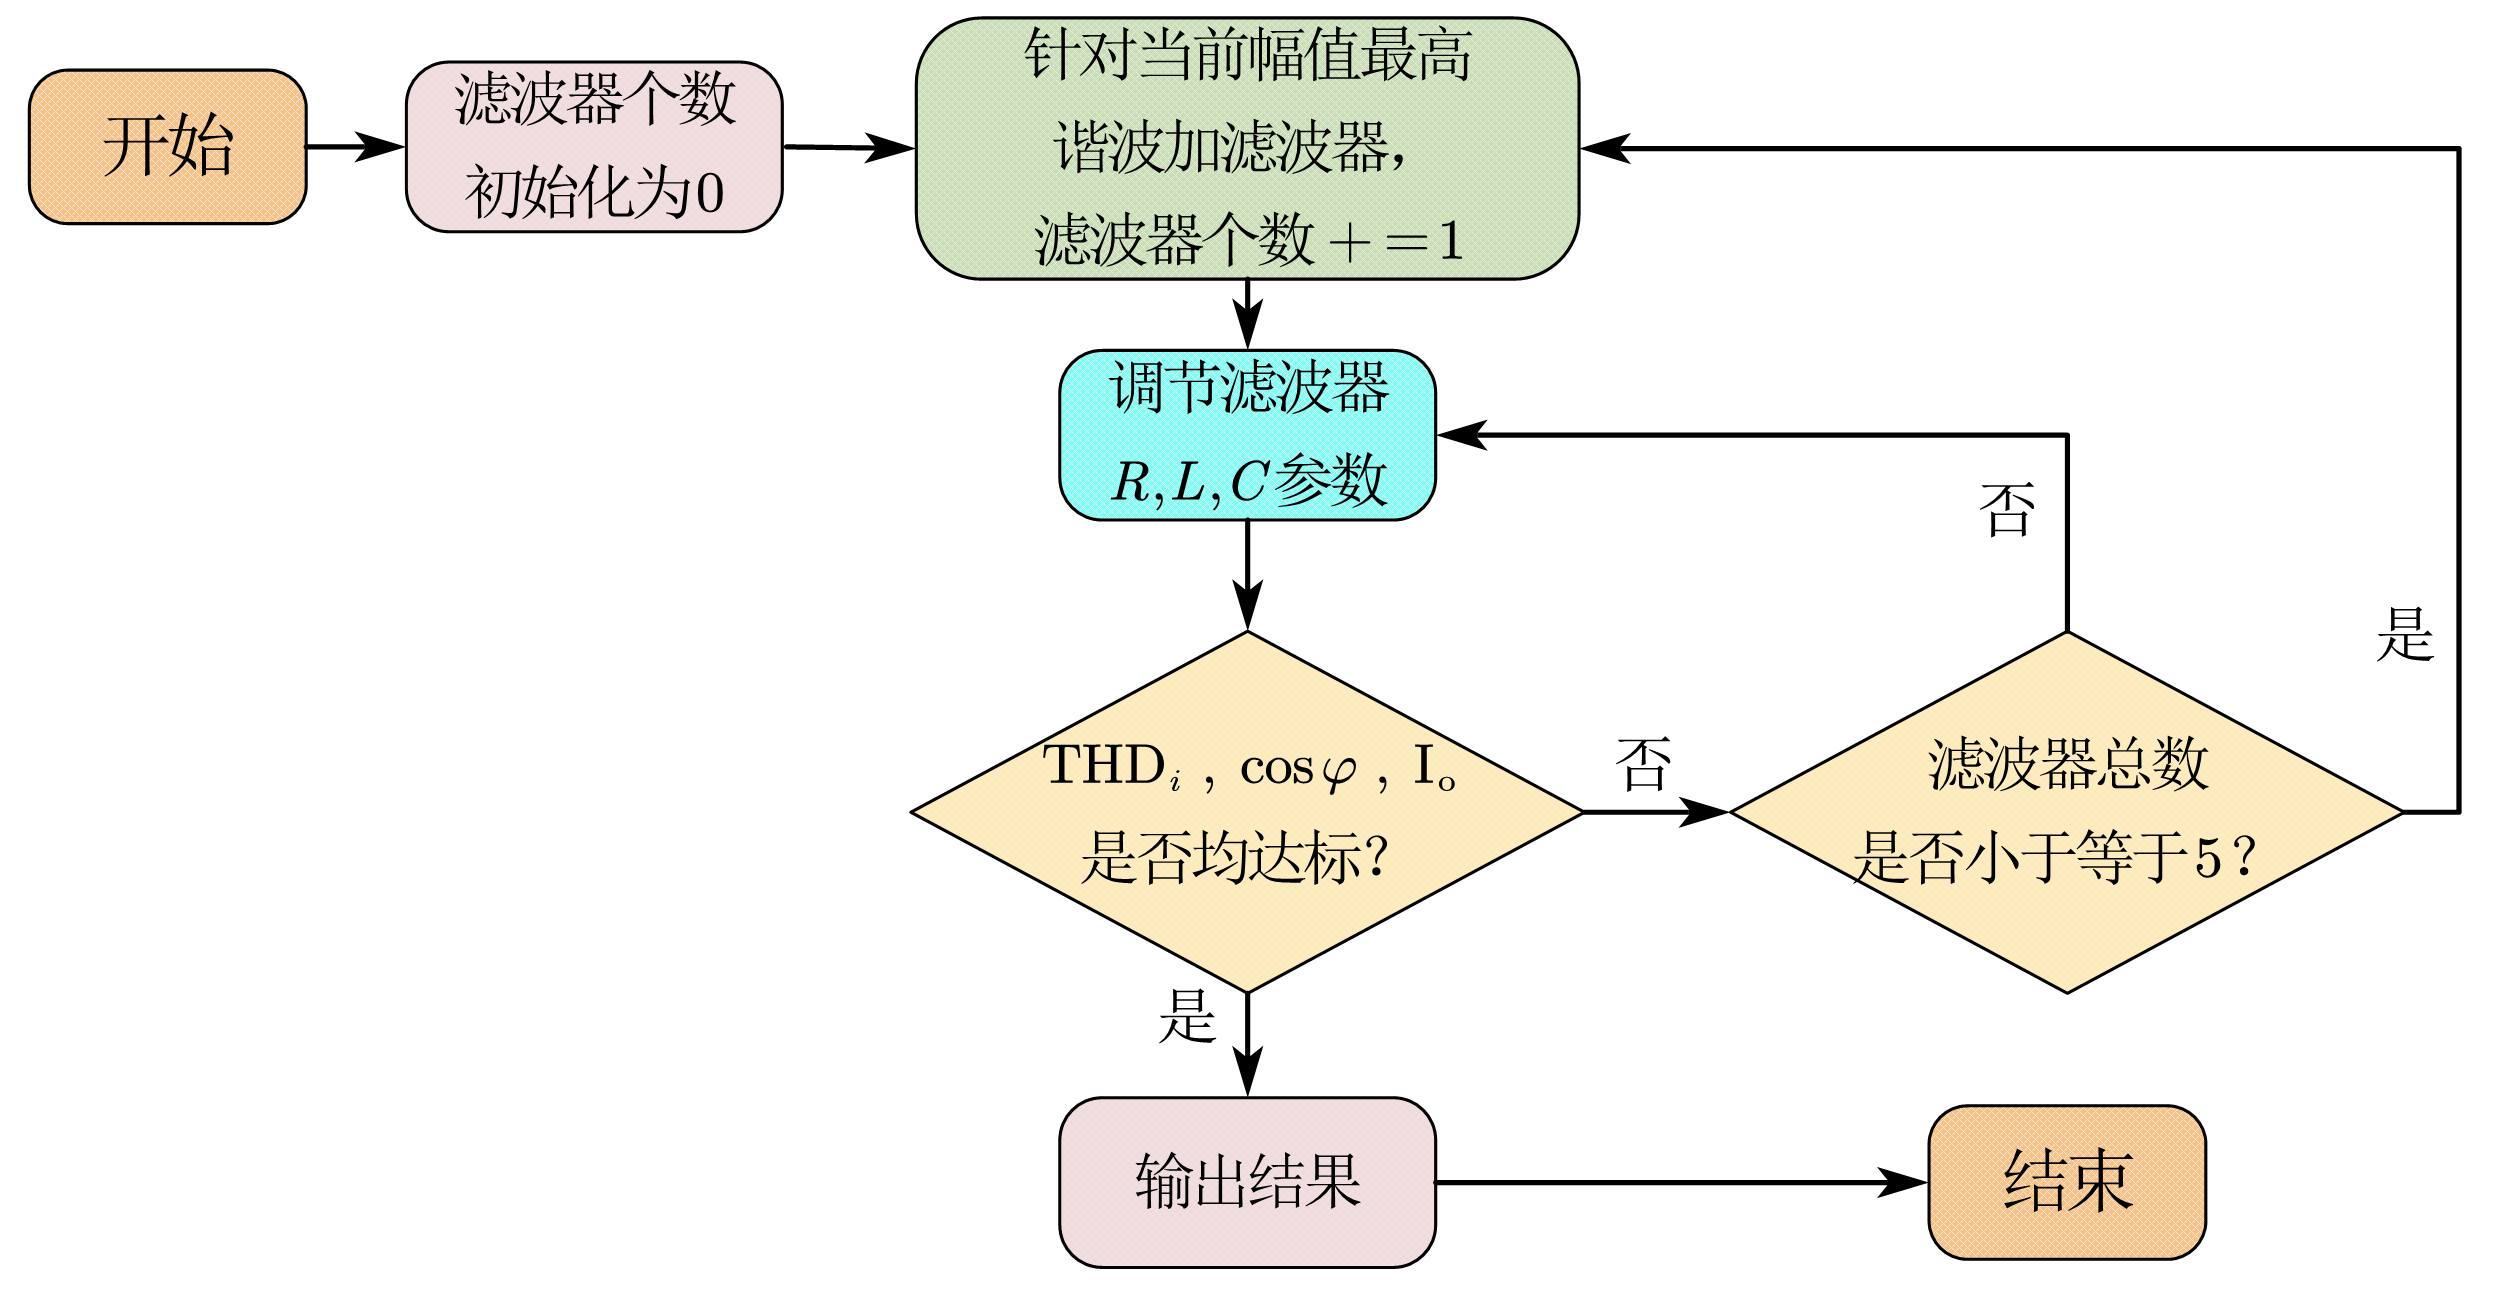 开始
滤波器个数
初始化为0
针对当前幅值最高
谐波加滤波器,
滤波器个数+=1
调节滤波器
R,L,C参数
否
是
THDᵢ, cosφ, Iₒ
是否均达标?
否
滤波器总数
是否小于等于5?
是
输出结果
结束